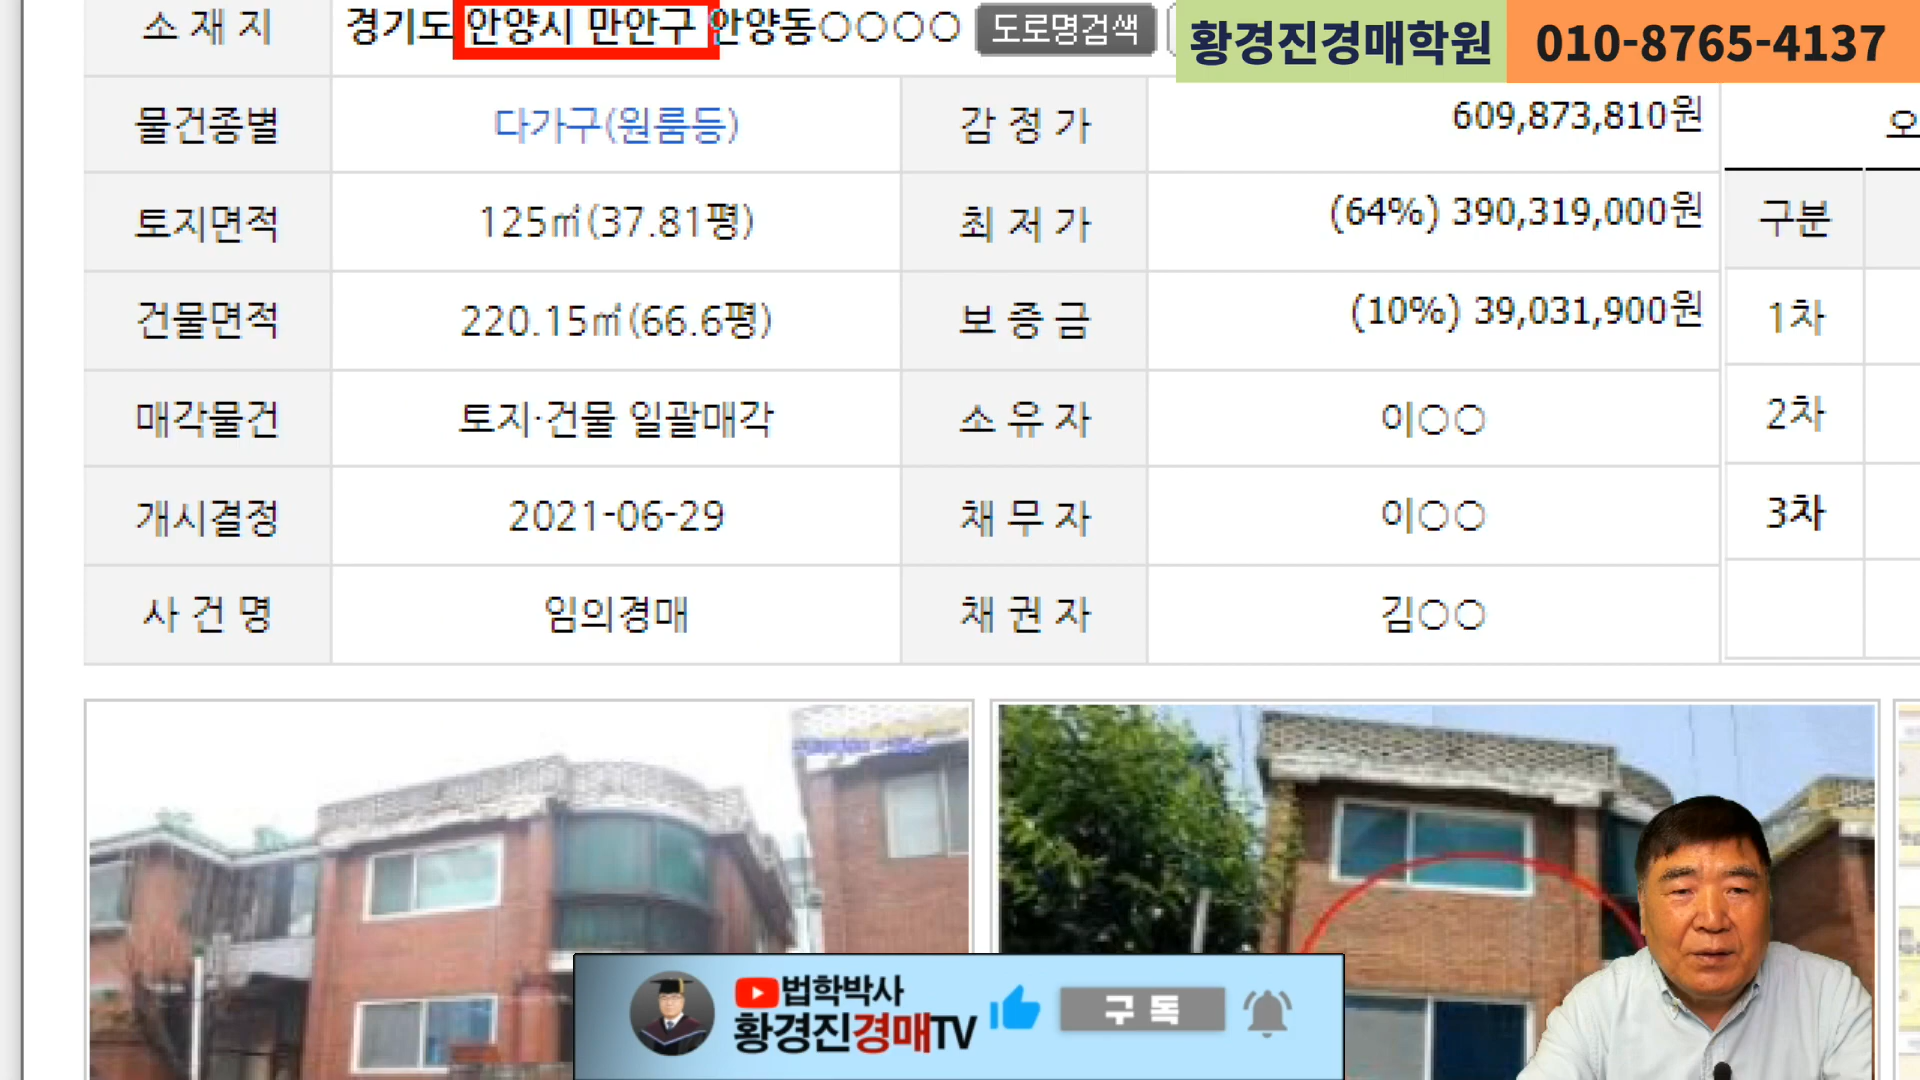 소 재 지 경기도 안양시 만안구 안양동○○○○ 도로명검색
황경진경매학원 010-8765-4137
물건종별 다가구(원룸등) 감 정 가 609,873,810원 오
토지면적 125㎡(37.81평) 최 저 가 (64%) 390,319,000원 구분
건물면적 220.15㎡(66.6평) 보 증 금 (10%) 39,031,900원 1차
매각물건 토지·건물 일괄매각 소 유 자 이○○ 2차
개시결정 2021-06-29 채 무 자 이○○ 3차
사 건 명 임의경매 채 권 자 김○○
법학박사
황경진경매TV
구독